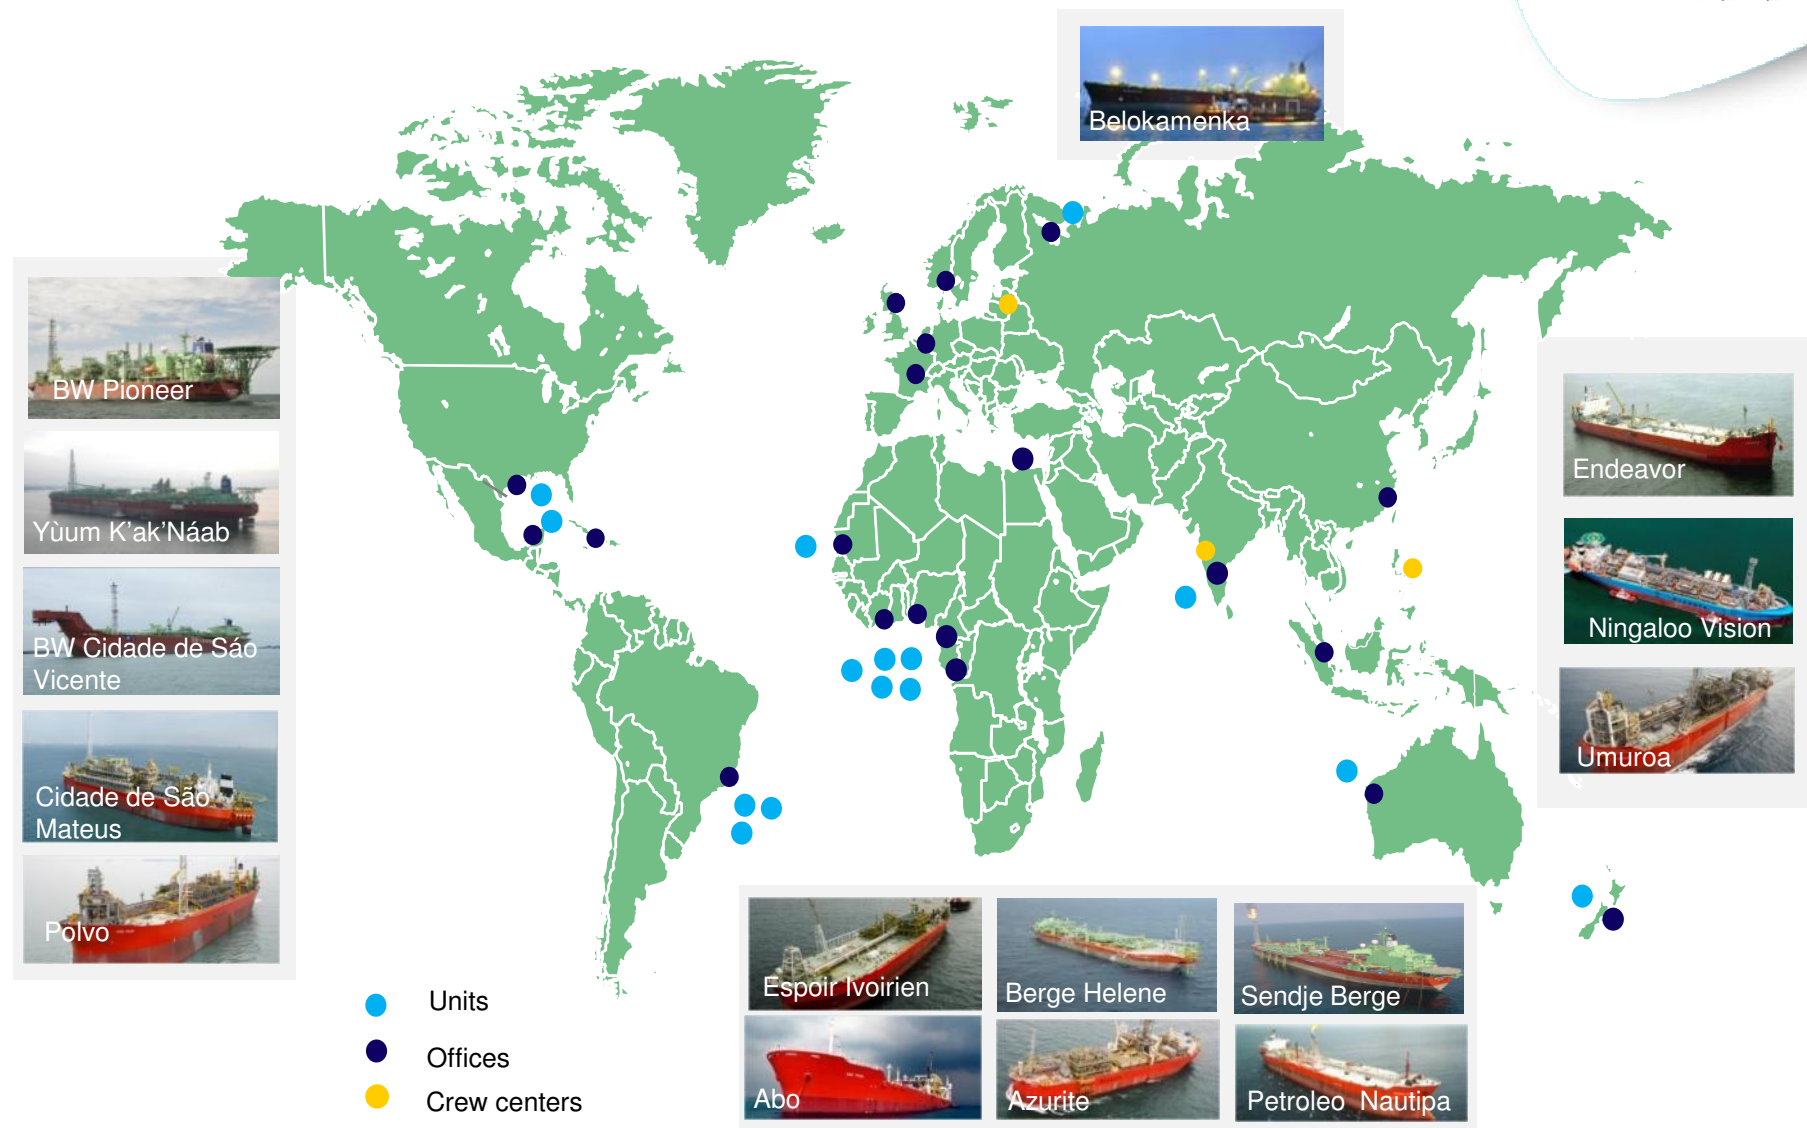 Belokamenka
BW Pioneer
Yùum K’ak’Náab
BW Cidade de Sáo
Vicente
Cidade de São
Mateus
Polvo
Endeavor
Ningaloo Vision
Umuroa
Espoir Ivoirien
Berge Helene
Sendje Berge
Abo
Azurite
Petroleo Nautipa
Units
Offices
Crew centers